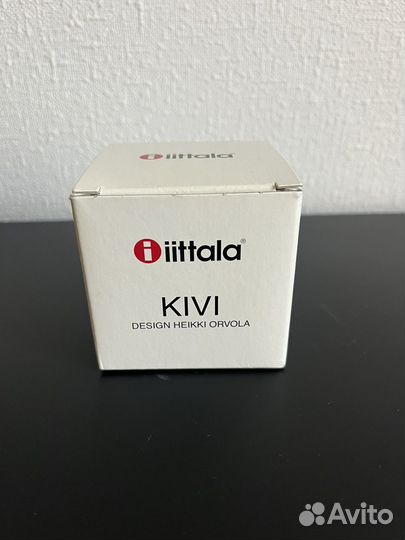 i iittala
i iittala®
KIVI
DESIGN HEIKKI ORVOLA
Avito